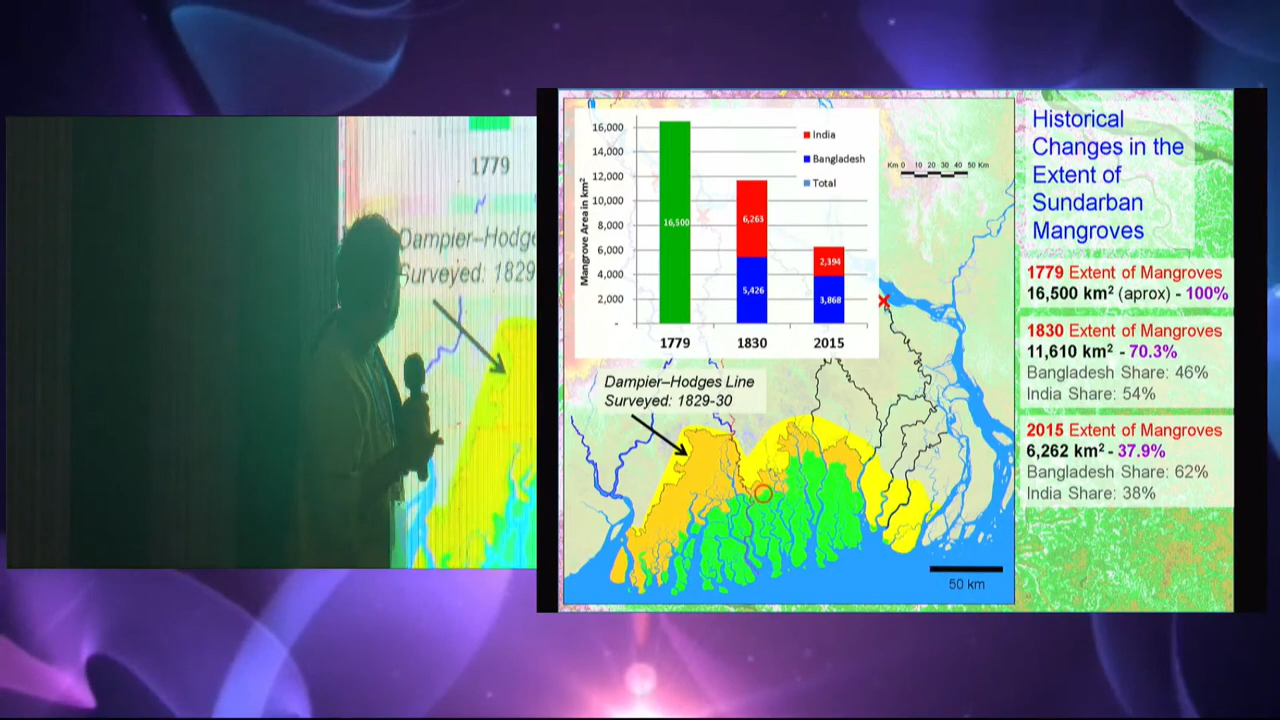 1779
Dampier–Hodge
Surveyed: 1829
16,000
14,000
12,000
10,000
8,000
6,000
4,000
2,000
-
Mangrove Area in km²
India
Bangladesh
Total
16,500
6,263
5,426
2,394
3,868
1779 1830 2015
Km 0 10 20 30 40 50 Km
Dampier–Hodges Line
Surveyed: 1829-30
50 km
Historical
Changes in the
Extent of
Sundarban
Mangroves
1779 Extent of Mangroves
16,500 km² (aprox) - 100%
1830 Extent of Mangroves
11,610 km² - 70.3%
Bangladesh Share: 46%
India Share: 54%
2015 Extent of Mangroves
6,262 km² - 37.9%
Bangladesh Share: 62%
India Share: 38%